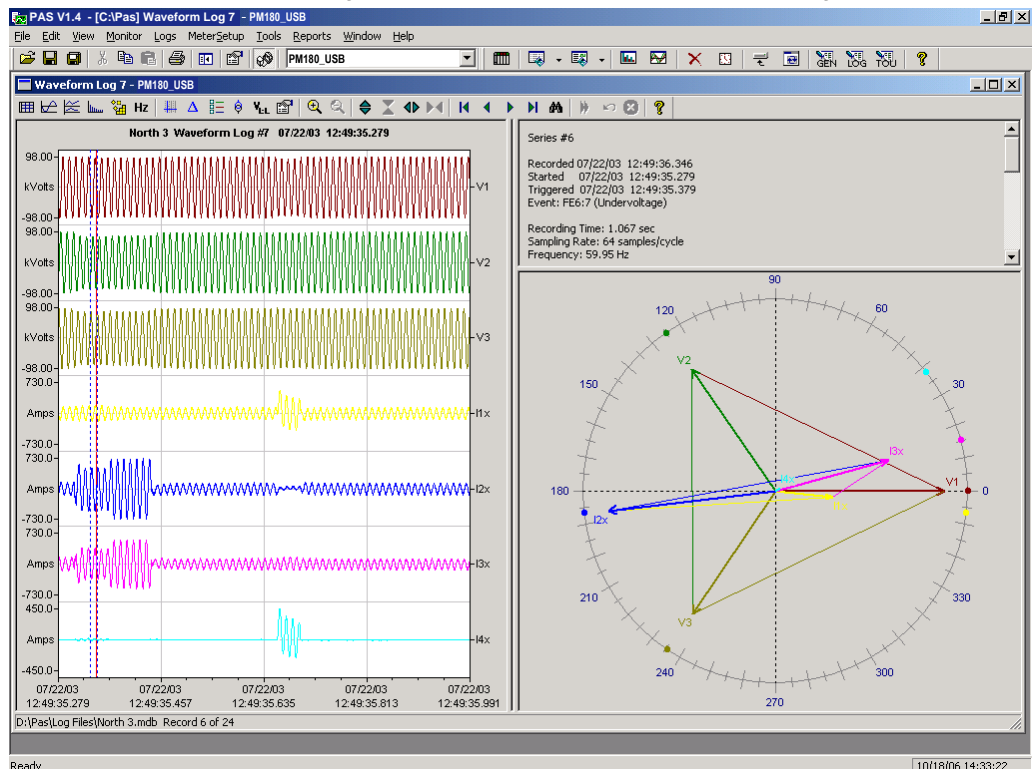 PAS V1.4 - [C:\Pas] Waveform Log 7 - PM180_USB
File Edit View Monitor Logs MeterSetup Tools Reports Window Help
PM180_USB
GEN LOG TOU
Waveform Log 7 - PM180_USB
Hz
North 3 Waveform Log #7 07/22/03 12:49:35.279
98.00
kVolts
V1
-98.00
98.00
kVolts
V2
-98.00
98.00
kVolts
V3
-98.00
730.0
Amps
I1x
-730.0
730.0
Amps
I2x
-730.0
730.0
Amps
I3x
-730.0
450.0
Amps
I4x
-450.0
07/22/03 07/22/03 07/22/03 07/22/03 07/22/03
12:49:35.279 12:49:35.457 12:49:35.635 12:49:35.813 12:49:35.991
Series #6
Recorded 07/22/03 12:49:36.346
Started 07/22/03 12:49:35.279
Triggered 07/22/03 12:49:35.379
Event: FE6:7 (Undervoltage)
Recording Time: 1.067 sec
Sampling Rate: 64 samples/cycle
Frequency: 59.95 Hz
90
120
60
V2
150
30
I3x
I4x
V1
180
0
I1x
I2x
210
330
V3
240
300
270
D:\Pas\Log Files\North 3.mdb Record 6 of 24
Ready
10/18/06 14:33:22